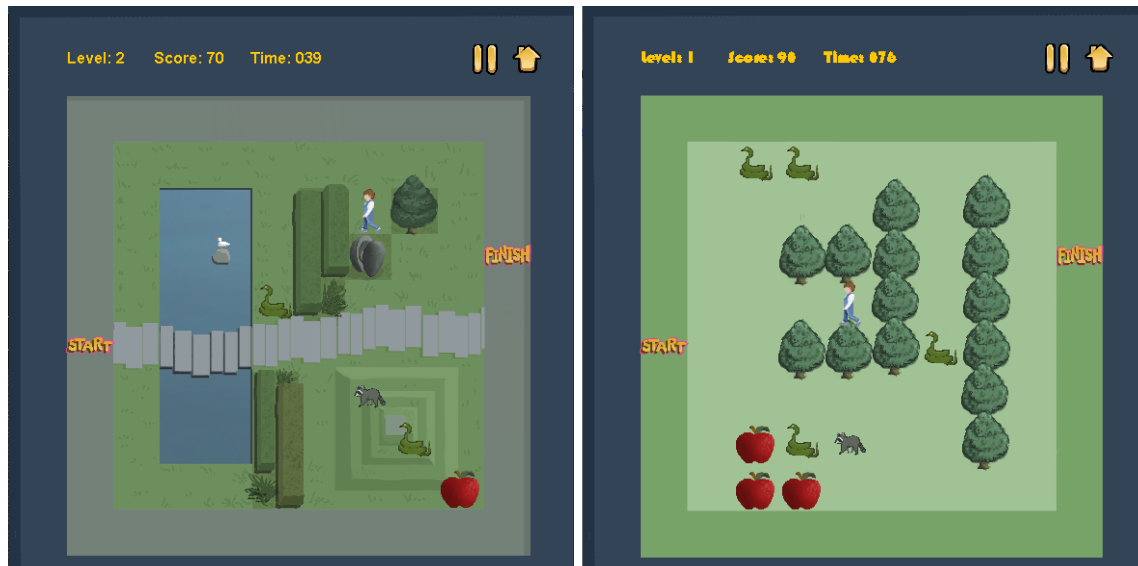 Level: 2 Score: 70 Time: 039
FINISH
START
Level: 1 Score: 90 Time: 076
FINISH
START